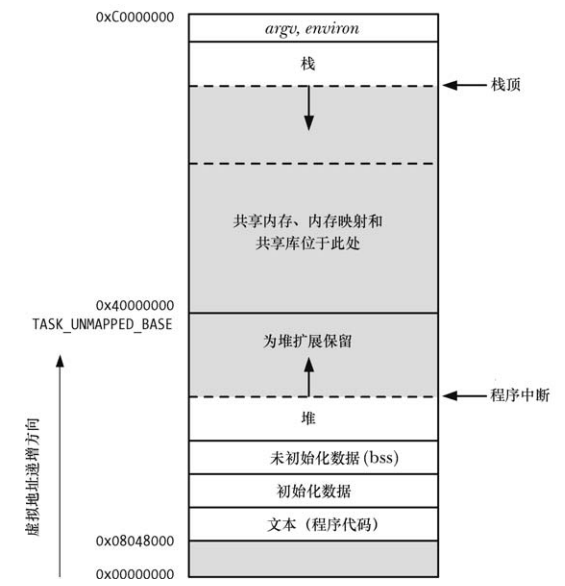 0xC0000000
argv, environ
栈
栈顶
共享内存、内存映射和
共享库位于此处
0x40000000
TASK_UNMAPPED_BASE
为堆扩展保留
程序中断
堆
虚拟地址递增方向
未初始化数据 (bss)
初始化数据
文本（程序代码）
0x08048000
0x00000000